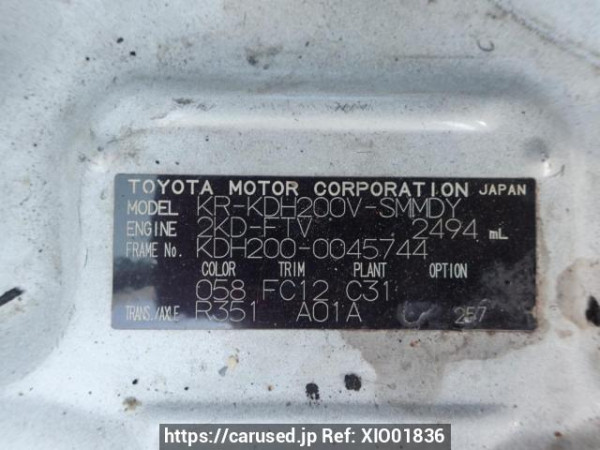 TOYOTA MOTOR CORPORATION JAPAN
MODEL KR-KDH200V-SMMDY
ENGINE 2KD-FTV 2494 mL
FRAME No. KDH200-0045744
COLOR TRIM PLANT OPTION
058 FC12 C31
TRANS./AXLE R351 A01A 257
https://carused.jp Ref: XIO01836